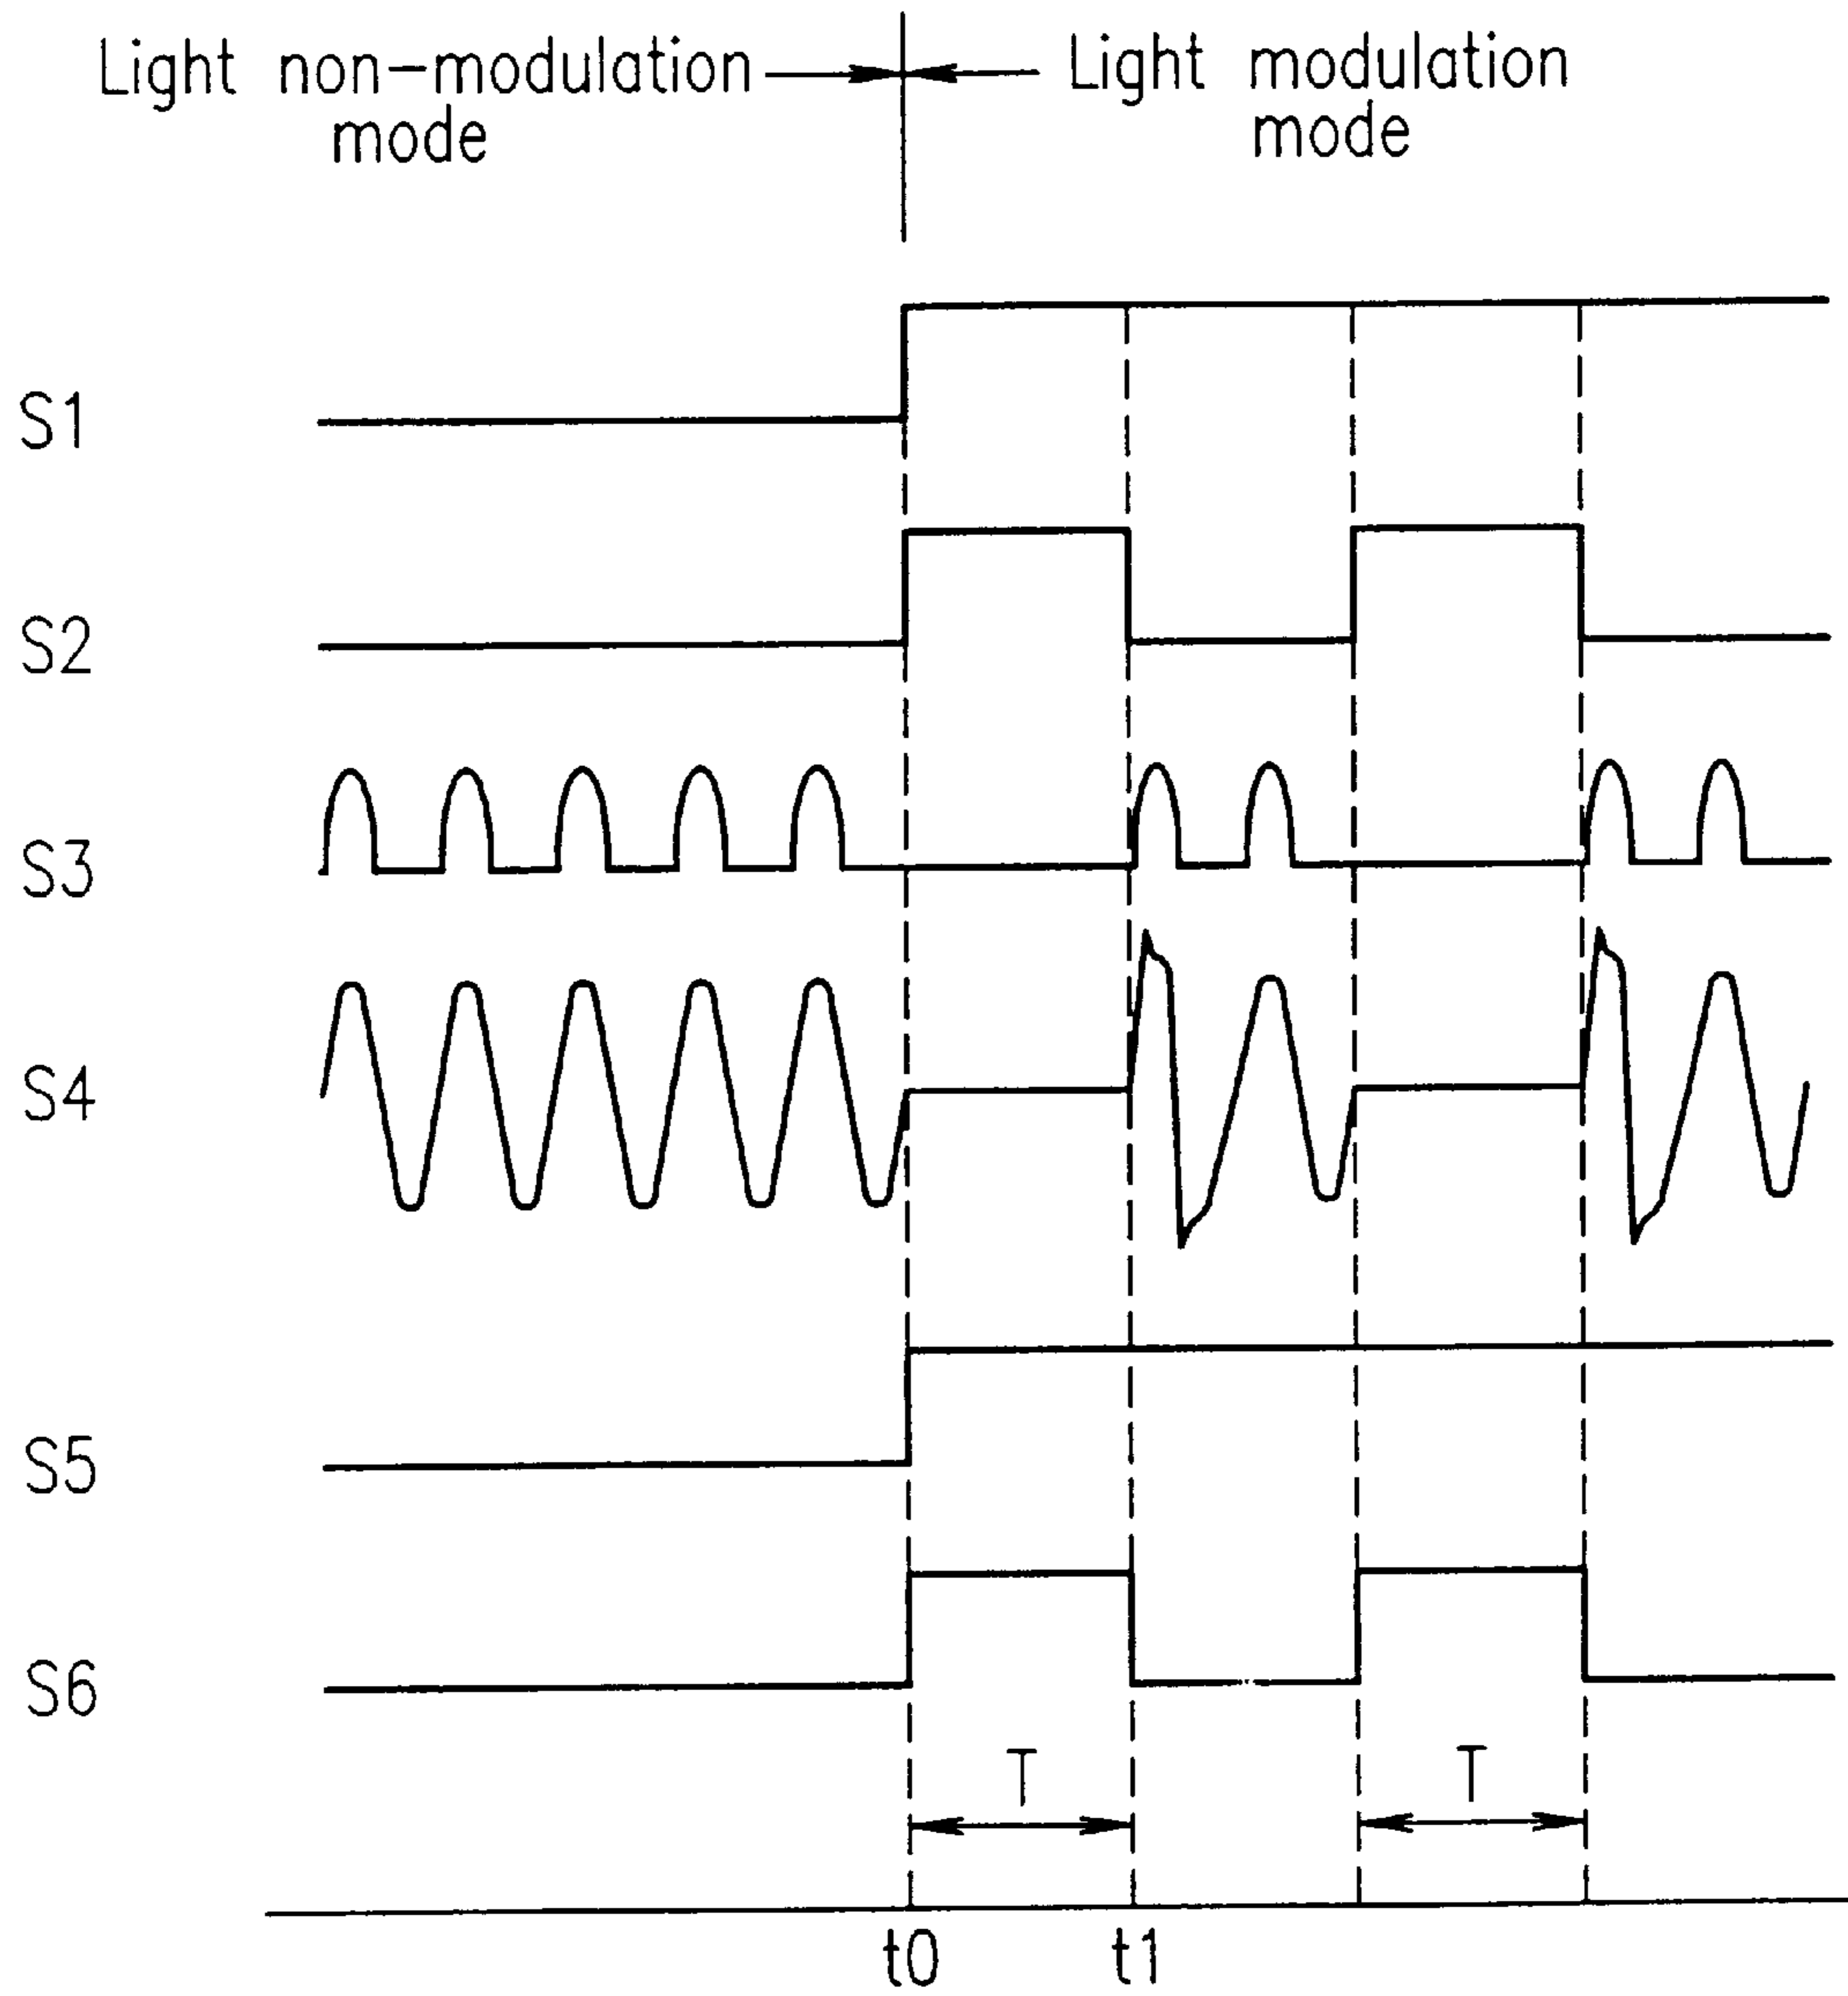 Light non-modulation mode
Light modulation mode
S1
S2
S3
S4
S5
S6
T
T
t0
t1